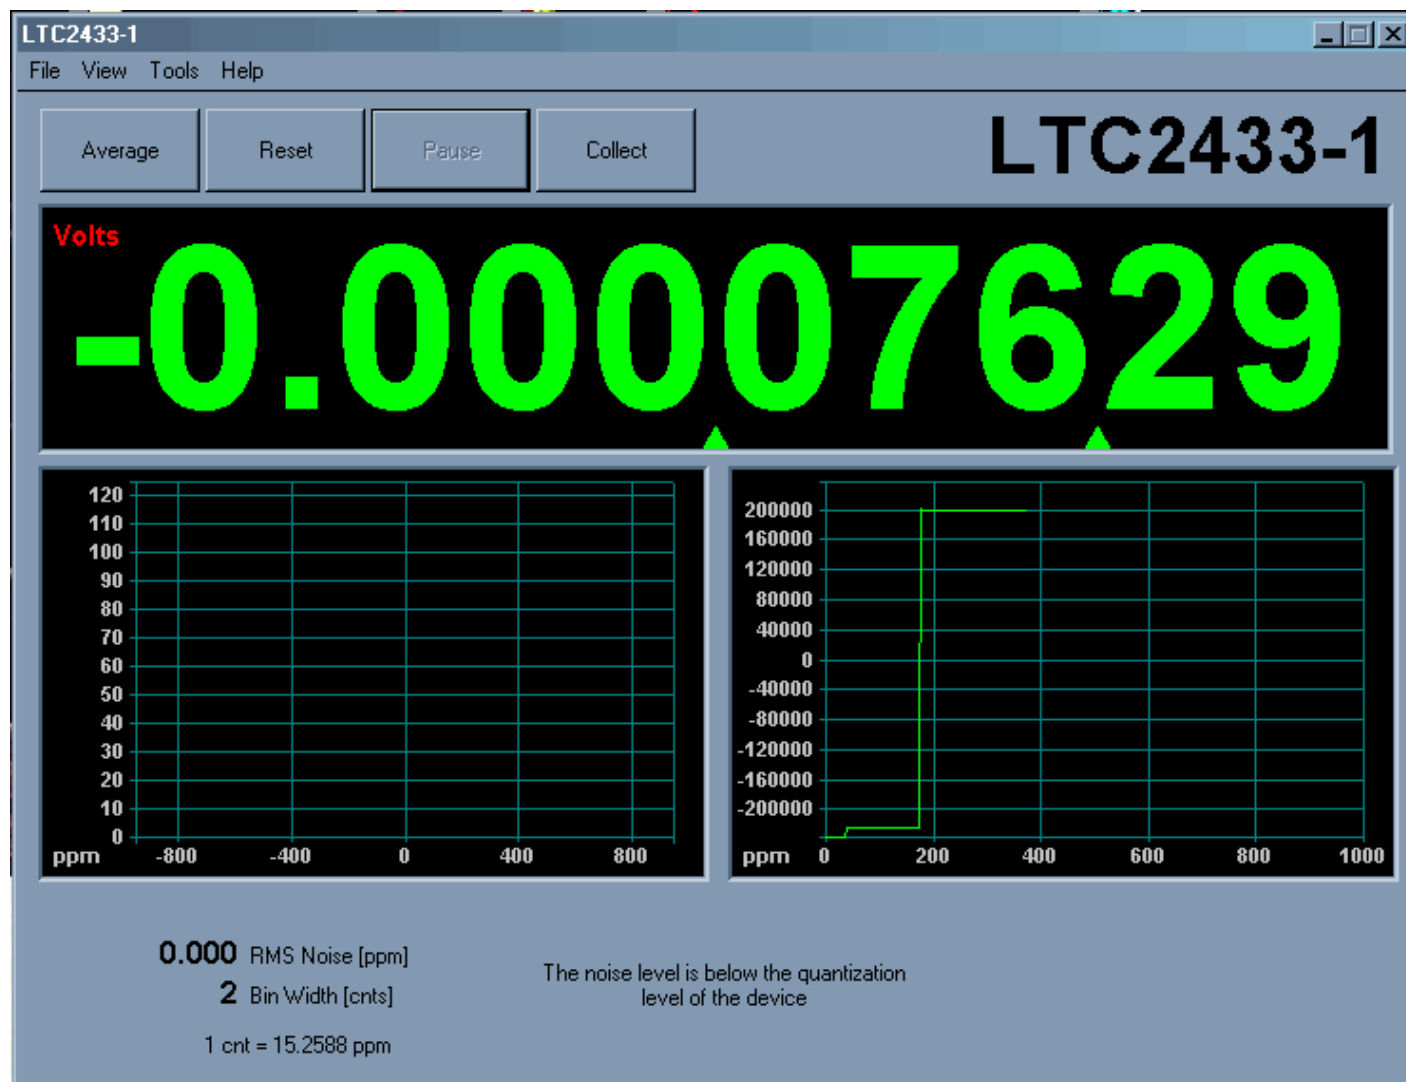 LTC2433-1
File View Tools Help
Average Reset Pause Collect
LTC2433-1
Volts
-0.00007629
120
110
100
90
80
70
60
50
40
30
20
10
0
ppm -800 -400 0 400 800
200000
160000
120000
80000
40000
0
-40000
-80000
-120000
-160000
-200000
ppm 0 200 400 600 800 1000
0.000 RMS Noise [ppm]
2 Bin Width [cnts]
1 cnt = 15.2588 ppm
The noise level is below the quantization
level of the device